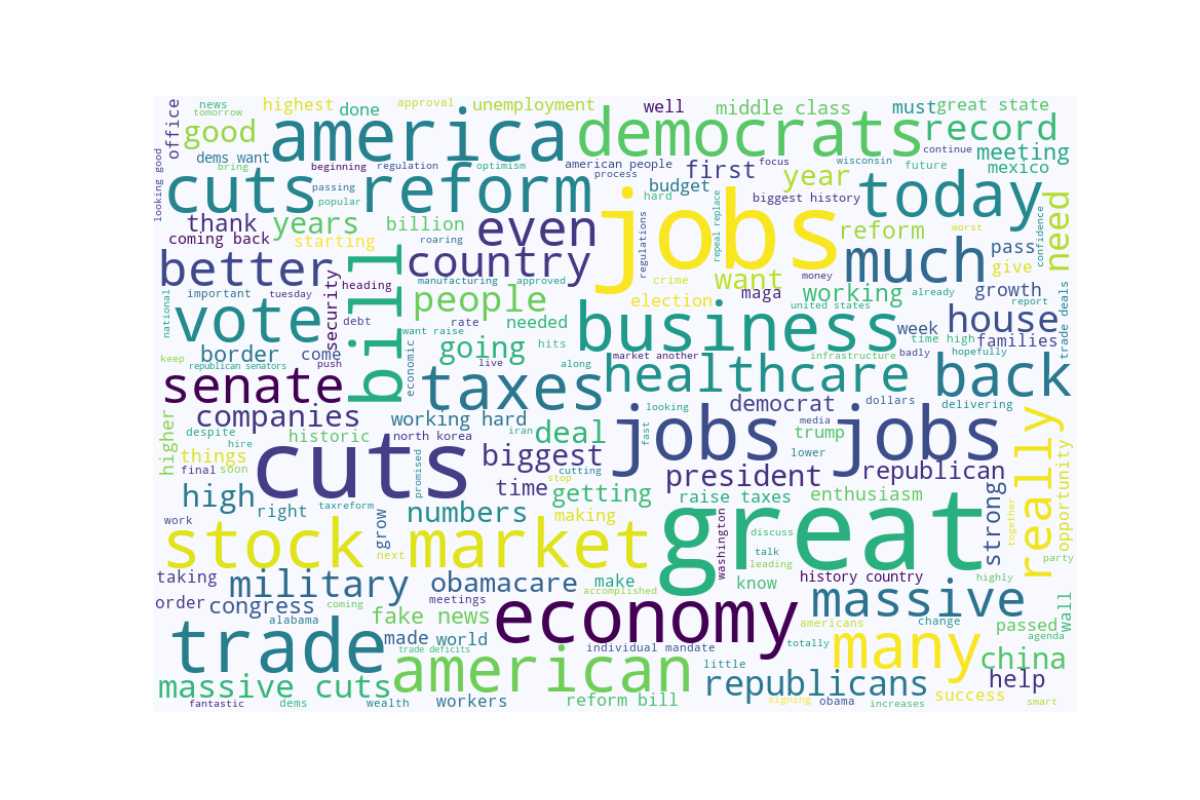 office
news
tomorrow
highest
done
approval
unemployment
well
middle class
must
great state
good
america
democrats
record
continue
looking good
dems want
bring
beginning
regulation
optimism
american people
process
first
focus
wisconsin
future
meeting
mexico
cuts
reform
passing
popular
budget
hard
year
biggest history
today
need
thank
years
billion
even
jobs
regulations
repeal replace
reform
worst
confidence
coming back
starting
roaring
country
much
pass
better
bill
security
heading
manufacturing
approved
want
crime
money
give
trade deals
important
tuesday
people
election
maga
working
already
growth
united states
report
national
vote
debt
rate
needed
business
week
time high
house
want raise
hits
economic
going
border
come
push
keep
republican senators
live
along
market another
infrastructure
badly
hopefully
families
senate
taxes
healthcare
back
companies
working hard
looking
democrat
dollars
delivering
higher
despite
hire
historic
north korea
iran
deal
fast
jobs
media
trump
lower
jobs
really
opportunity
things
final
soon
cuts
promised
cutting
biggest
stop
president
republican
high
right
taxreform
time
getting
raise taxes
enthusiasm
strong
together
work
grow
numbers
making
great
washington
discuss
talk
leading
party
stock
next
market
taking
military
obamacare
make
accomplished
know
history country
highly
order
congress
alabama
coming
meetings
fake news
economy
americans
massive
change
passed
agenda
wall
trade
made
world
trade deficits
individual mandate
totally
many
china
american
little
republicans
help
massive cuts
fantastic
dems
wealth
workers
reform bill
signing
obama
increases
success
smart